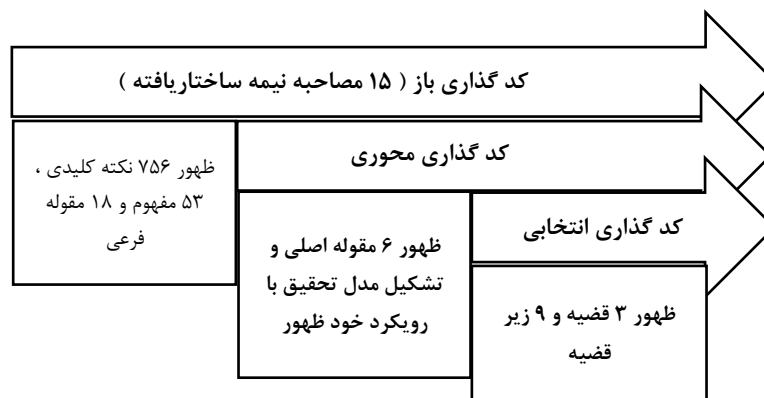 کد گذاری باز ( ۱۵ مصاحبه نیمه ساختاریافته )
ظهور ۷۵۶ نکته کلیدی ،
۵۳ مفهوم و ۱۸ مقوله
فرعی
کد گذاری محوری
ظهور ۶ مقوله اصلی و
تشکیل مدل تحقیق با
رویکرد خود ظهور
کد گذاری انتخابی
ظهور ۳ قضیه و ۹ زیر
قضیه